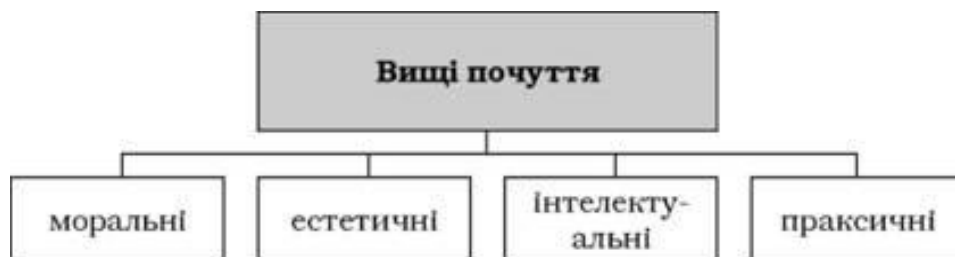 Вищі почуття
моральні
естетичні
інтелекту-
альні
праксичні